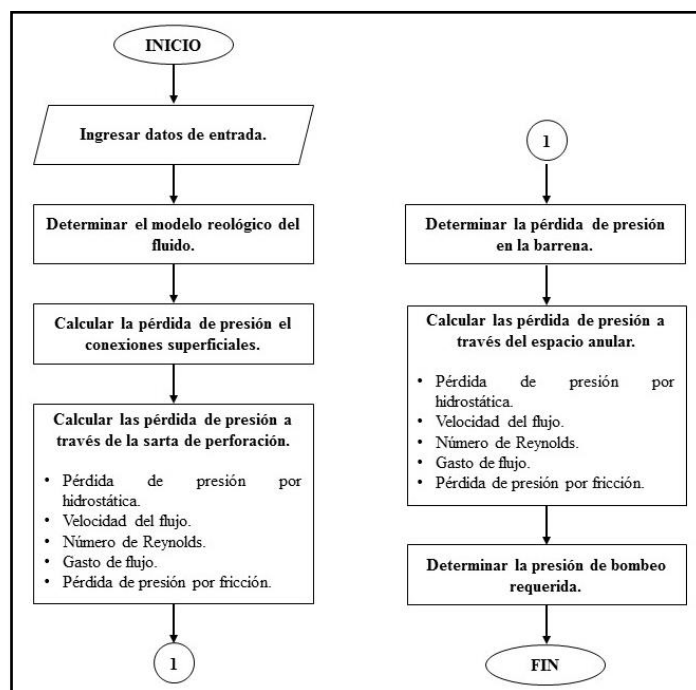 INICIO
Ingresar datos de entrada.
Determinar el modelo reológico del
fluido.
Calcular la pérdida de presión el
conexiones superficiales.
Calcular las pérdida de presión a
través de la sarta de perforación.
• Pérdida de presión por
hidrostática.
• Velocidad del flujo.
• Número de Reynolds.
• Gasto de flujo.
• Pérdida de presión por fricción.
1
1
Determinar la pérdida de presión
en la barrena.
Calcular las pérdida de presión a
través del espacio anular.
• Pérdida de presión por
hidrostática.
• Velocidad del flujo.
• Número de Reynolds.
• Gasto de flujo.
• Pérdida de presión por fricción.
Determinar la presión de bombeo
requerida.
FIN